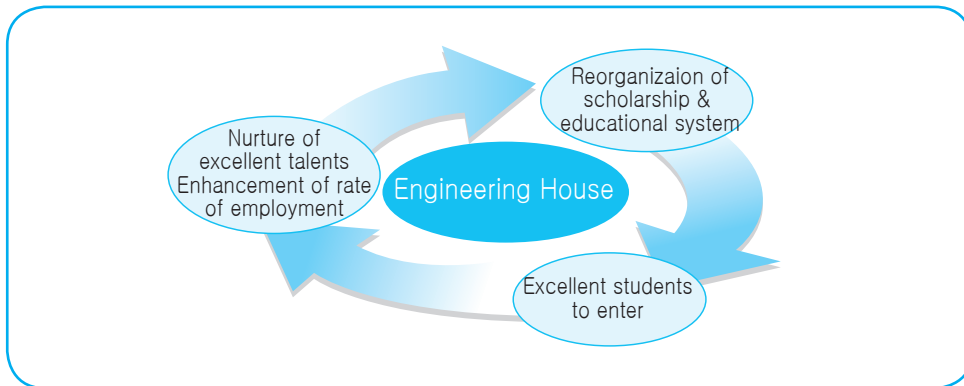 Reorganizaion of
scholarship &
educational system
Nurture of
excellent talents
Enhancement of rate
of employment
Engineering House
Excellent students
to enter